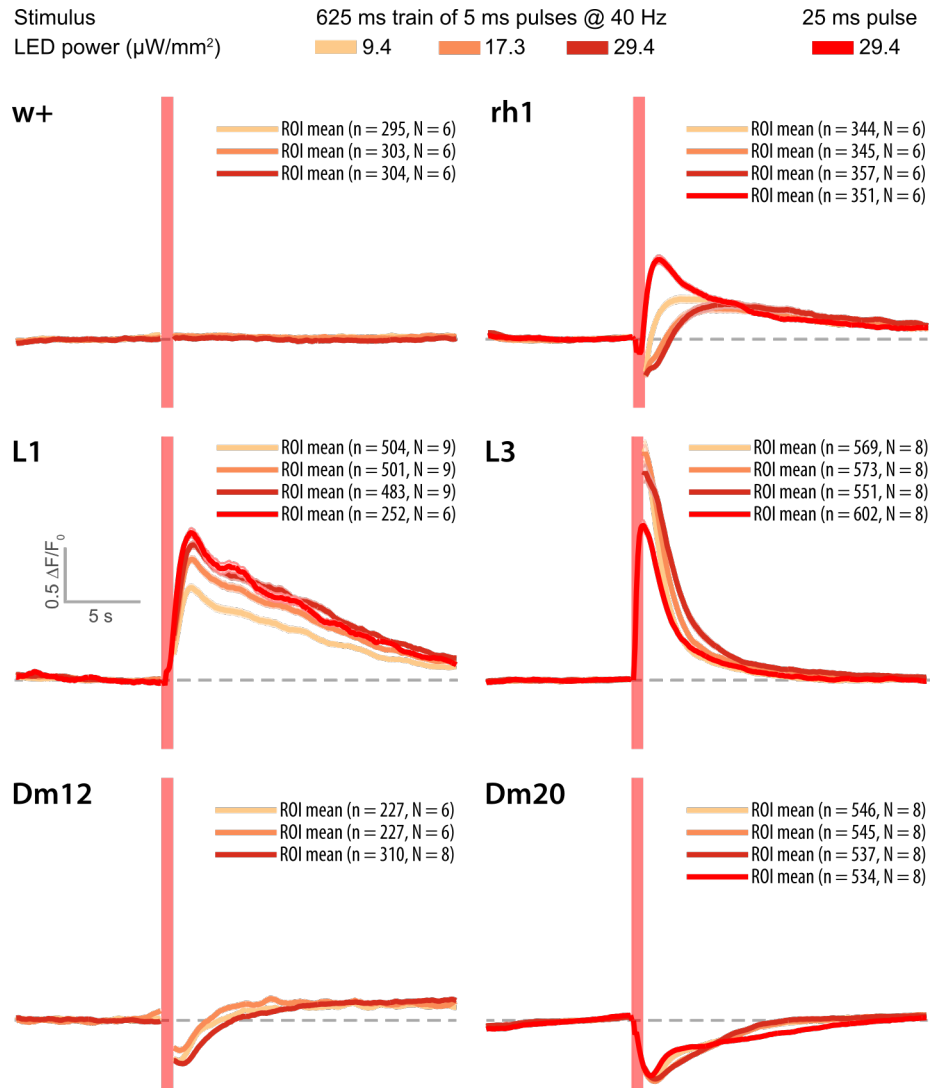 Stimulus 625 ms train of 5 ms pulses @ 40 Hz 25 ms pulse
LED power (µW/mm²) 9.4 17.3 29.4 29.4
w+
ROI mean (n = 295, N = 6)
ROI mean (n = 303, N = 6)
ROI mean (n = 304, N = 6)
rh1
ROI mean (n = 344, N = 6)
ROI mean (n = 345, N = 6)
ROI mean (n = 357, N = 6)
ROI mean (n = 351, N = 6)
L1
ROI mean (n = 504, N = 9)
ROI mean (n = 501, N = 9)
ROI mean (n = 483, N = 9)
ROI mean (n = 252, N = 6)
0.5 ΔF/F₀
5 s
L3
ROI mean (n = 569, N = 8)
ROI mean (n = 573, N = 8)
ROI mean (n = 551, N = 8)
ROI mean (n = 602, N = 8)
Dm12
ROI mean (n = 227, N = 6)
ROI mean (n = 227, N = 6)
ROI mean (n = 310, N = 8)
Dm20
ROI mean (n = 546, N = 8)
ROI mean (n = 545, N = 8)
ROI mean (n = 537, N = 8)
ROI mean (n = 534, N = 8)